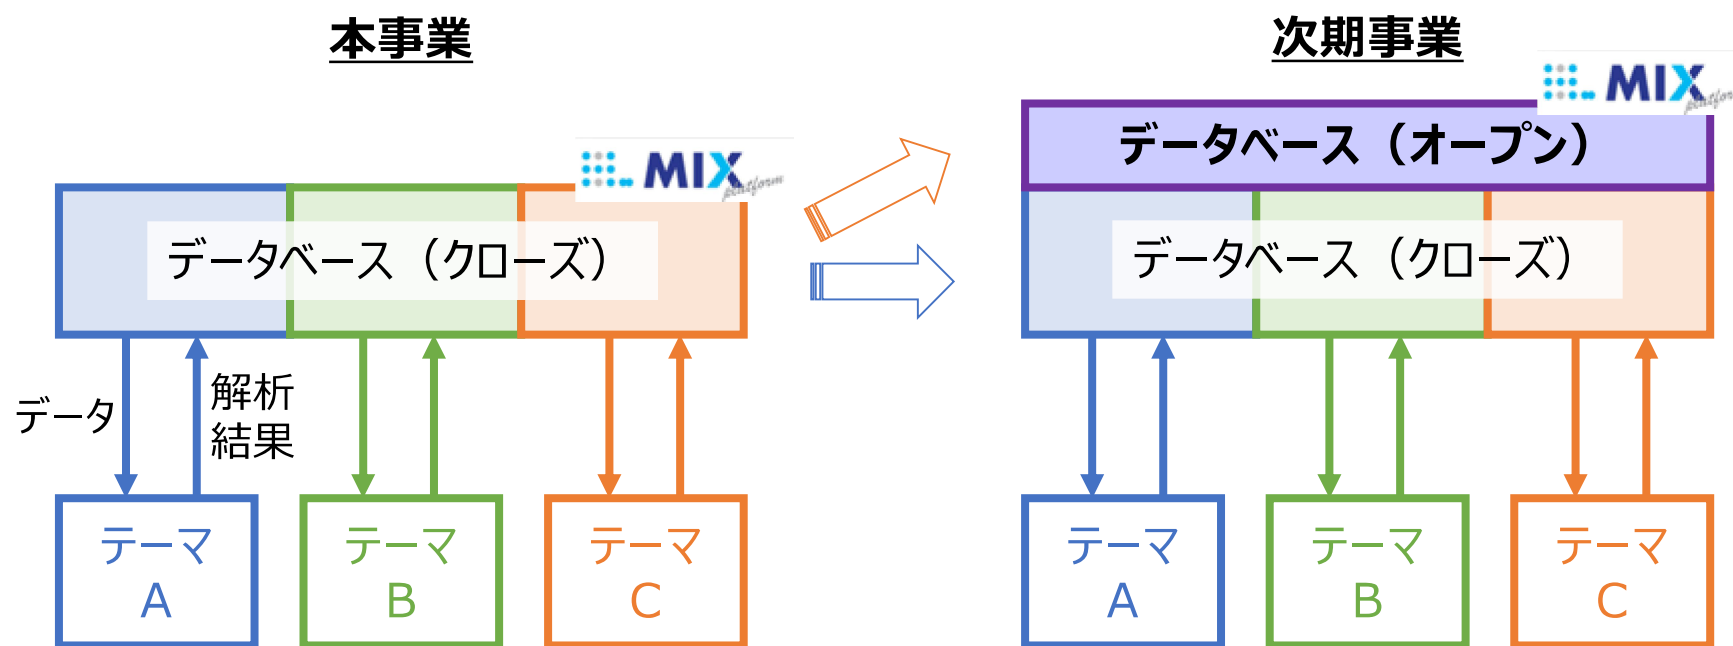 本事業
MIX
platform
データベース（クローズ）
データ
解析
結果
テーマ
A
テーマ
B
テーマ
C
次期事業
MIX
platform
データベース（オープン）
データベース（クローズ）
テーマ
A
テーマ
B
テーマ
C